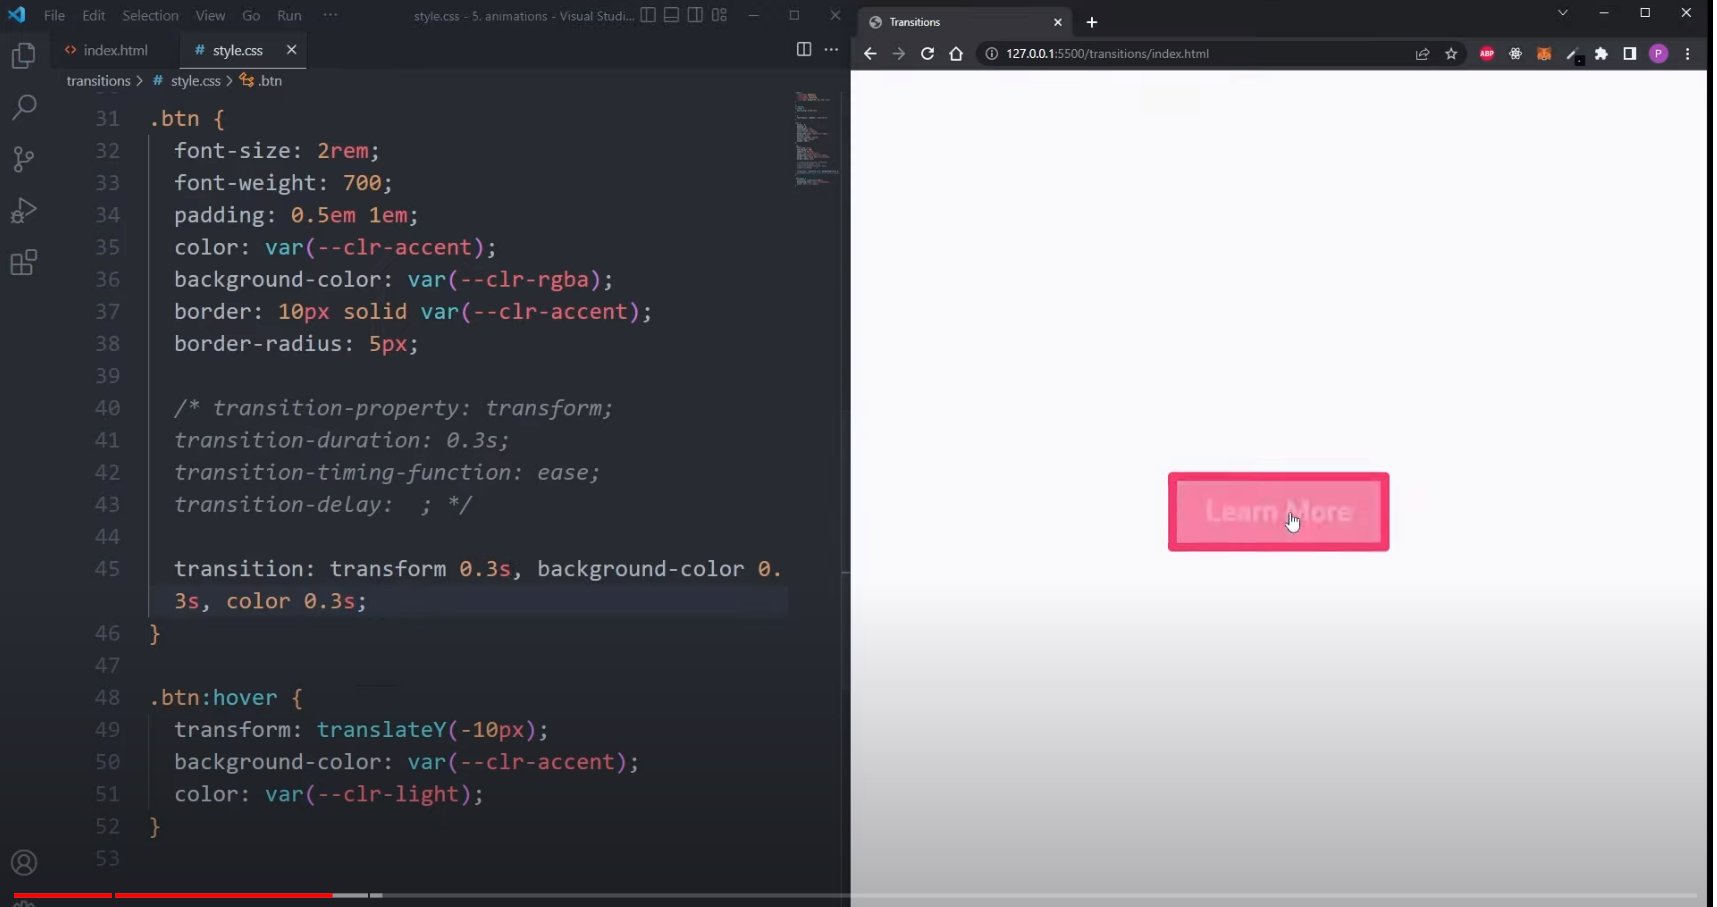 File Edit Selection View Go Run ··· style.css - 5. animations - Visual Studi...
index.html style.css
transitions > # style.css > .btn
31 .btn {
32 font-size: 2rem;
33 font-weight: 700;
34 padding: 0.5em 1em;
35 color: var(--clr-accent);
36 background-color: var(--clr-rgba);
37 border: 10px solid var(--clr-accent);
38 border-radius: 5px;
39
40 /* transition-property: transform;
41 transition-duration: 0.3s;
42 transition-timing-function: ease;
43 transition-delay:  ; */
44
45 transition: transform 0.3s, background-color 0.
3s, color 0.3s;
46 }
47
48 .btn:hover {
49 transform: translateY(-10px);
50 background-color: var(--clr-accent);
51 color: var(--clr-light);
52 }
53
Transitions
127.0.0.1:5500/transitions/index.html
ABP
P
Learn More